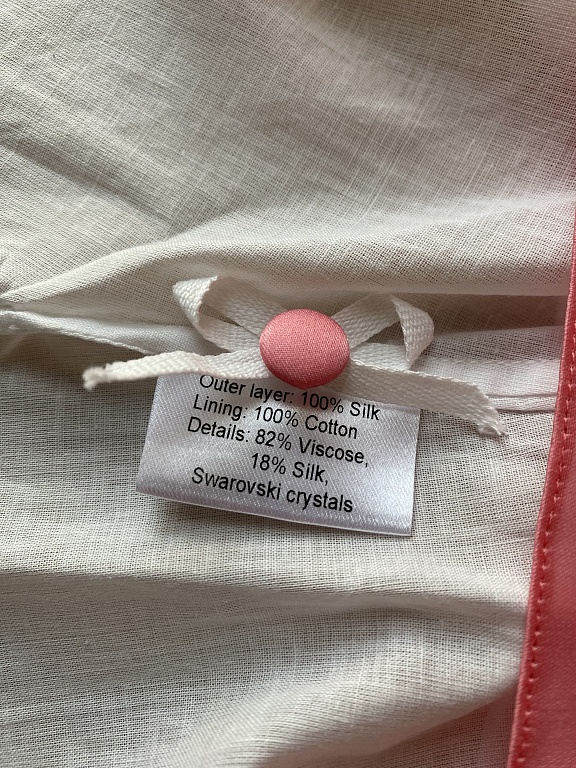 Outer layer: 100% Silk
Lining: 100% Cotton
Details: 82% Viscose,
18% Silk,
Swarovski crystals